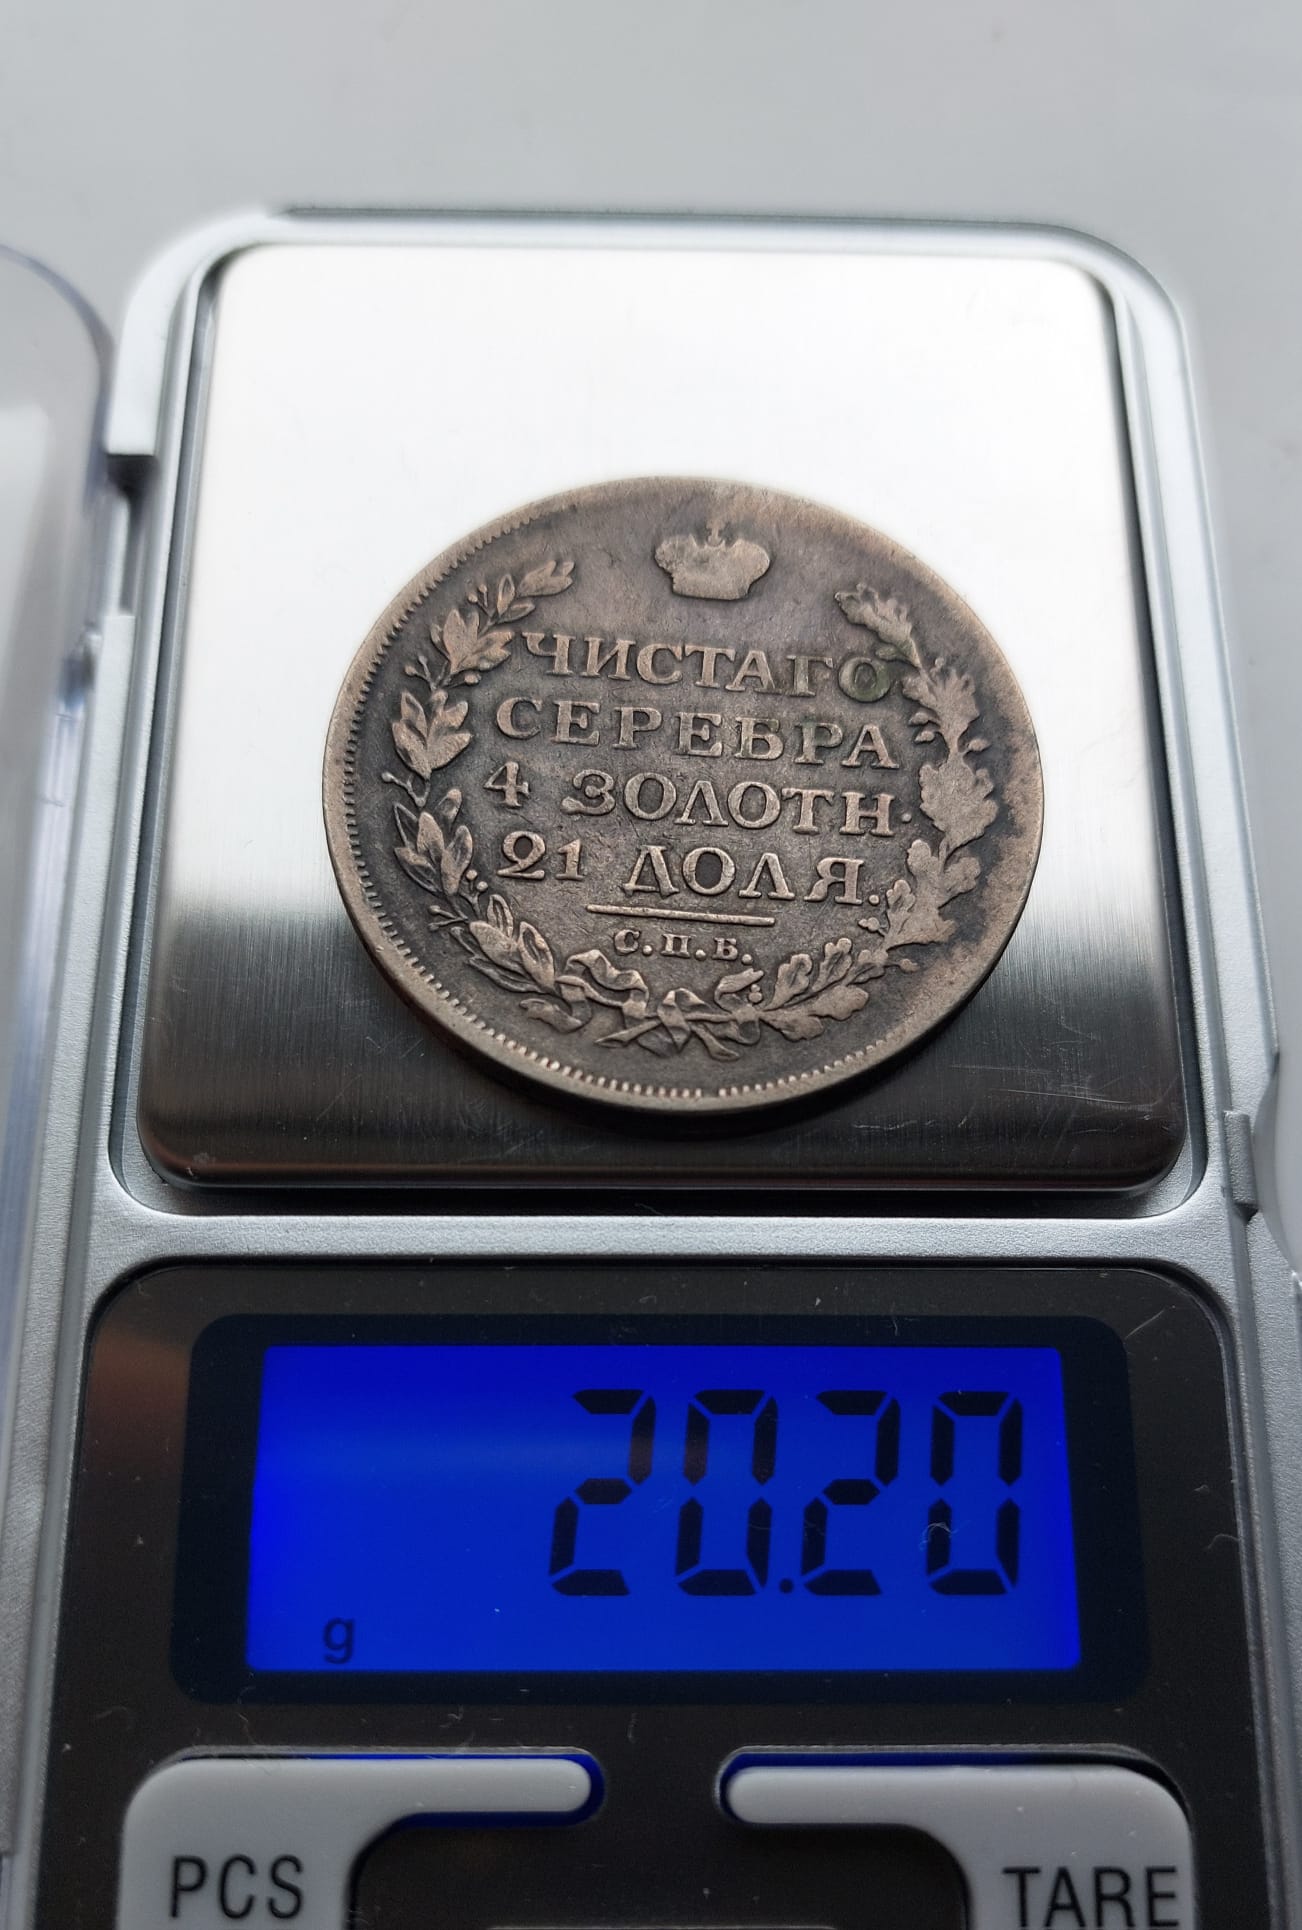 ЧИСТАГО
СЕРЕБРА
4 ЗОЛОТН.
21 ДОЛЯ.
С.П.Б.
20.20
g
PCS TARE